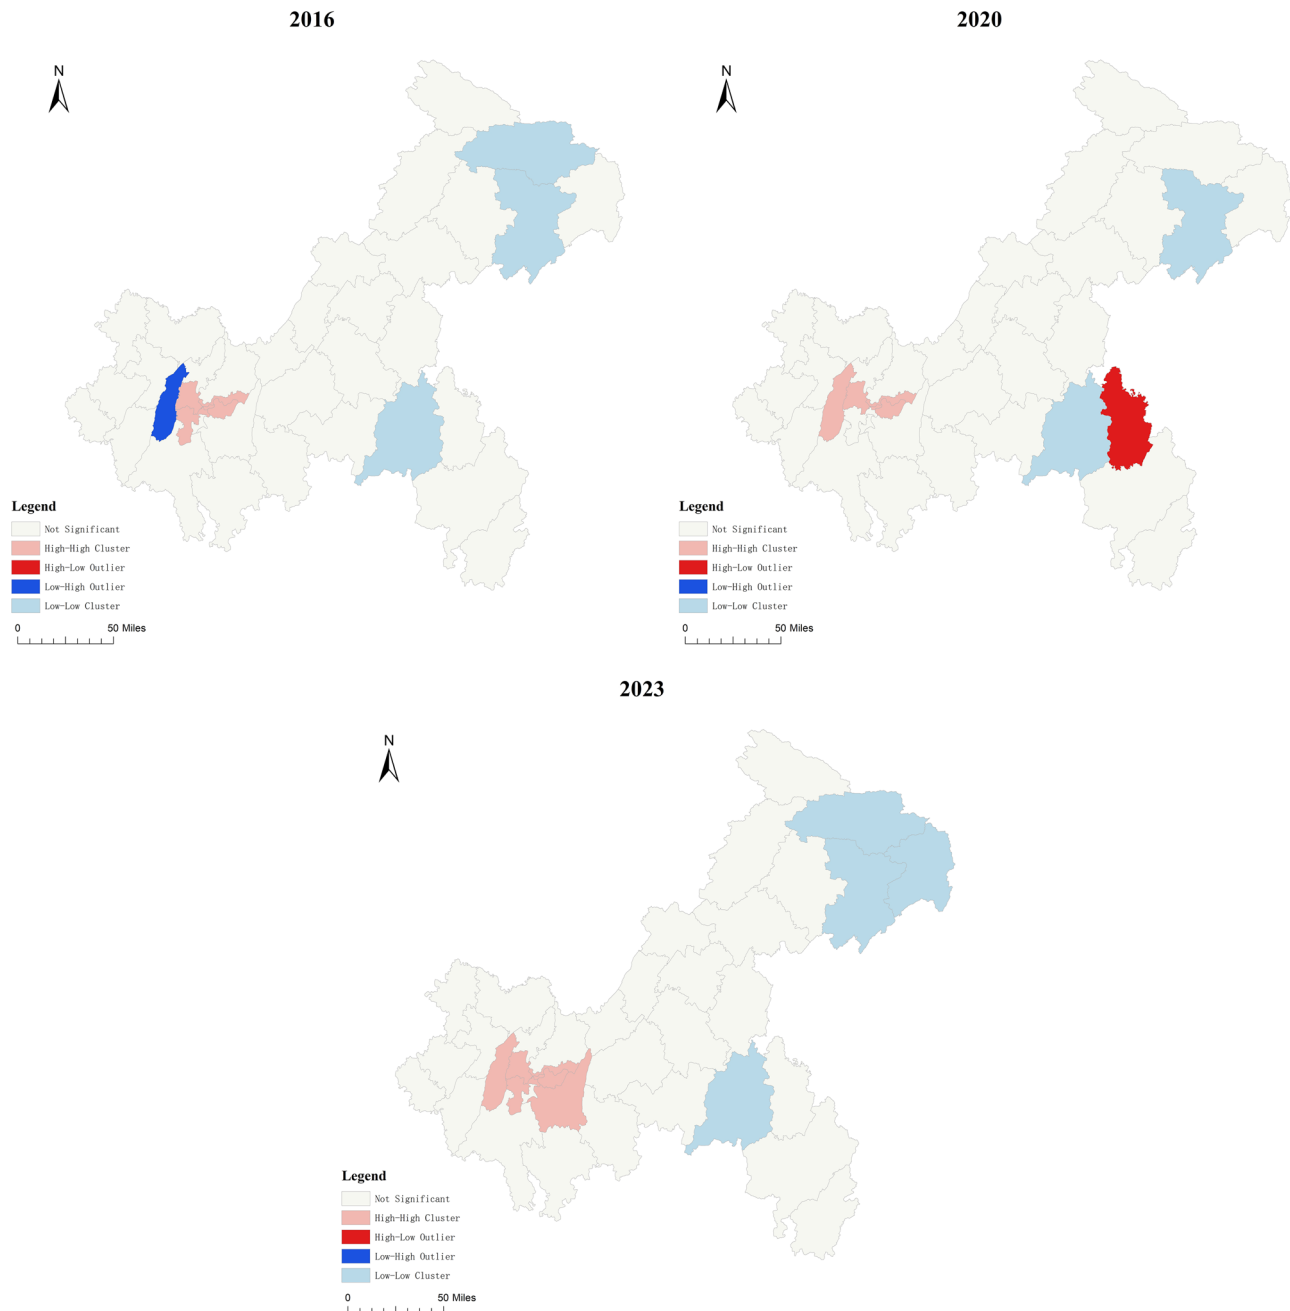 2016
N
Legend
Not Significant
High-High Cluster
High-Low Outlier
Low-High Outlier
Low-Low Cluster
0 50 Miles
2020
N
Legend
Not Significant
High-High Cluster
High-Low Outlier
Low-High Outlier
Low-Low Cluster
0 50 Miles
2023
N
Legend
Not Significant
High-High Cluster
High-Low Outlier
Low-High Outlier
Low-Low Cluster
0 50 Miles